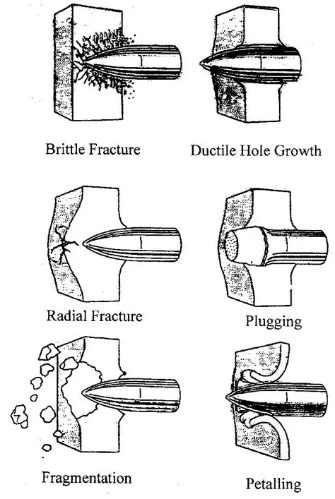 Brittle Fracture
Ductile Hole Growth
Radial Fracture
Plugging
Fragmentation
Petalling